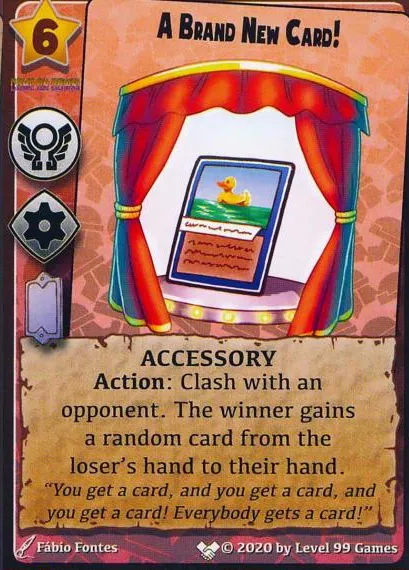 6
A BRAND NEW CARD!
ACCESSORY
Action: Clash with an
opponent. The winner gains
a random card from the
loser's hand to their hand.
"You get a card, and you get a card, and
you get a card! Everybody gets a card!"
Fábio Fontes
© 2020 by Level 99 Games